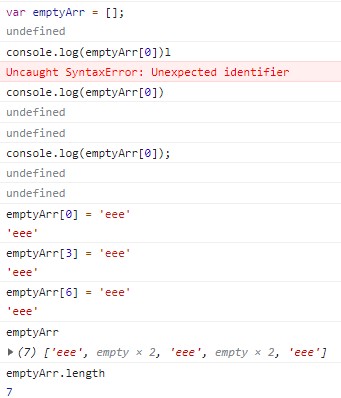 var emptyArr = [];
undefined
console.log(emptyArr[0])l
Uncaught SyntaxError: Unexpected identifier
console.log(emptyArr[0])
undefined
undefined
console.log(emptyArr[0]);
undefined
undefined
emptyArr[0] = 'eee'
'eee'
emptyArr[3] = 'eee'
'eee'
emptyArr[6] = 'eee'
'eee'
emptyArr
(7) ['eee', empty × 2, 'eee', empty × 2, 'eee']
emptyArr.length
7